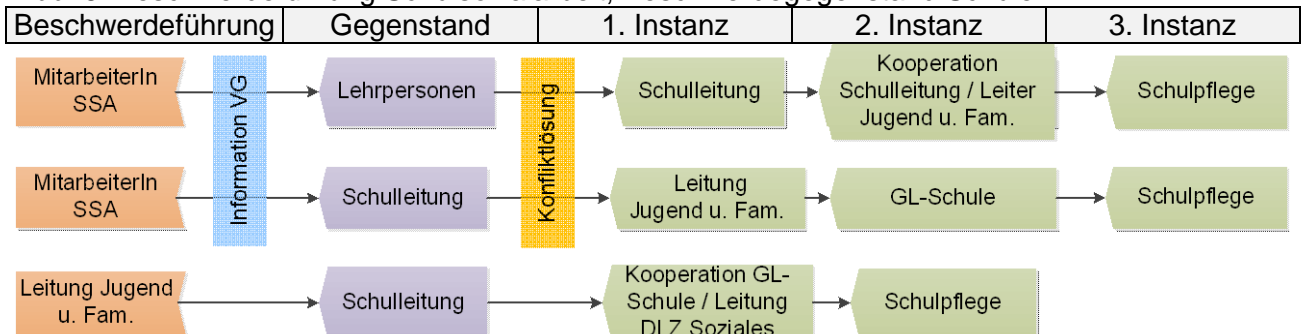 Beschwerdeführung Gegenstand 1. Instanz 2. Instanz 3. Instanz
MitarbeiterIn
SSA
Information VG
Lehrpersonen
Konfliktlösung
Schulleitung
Kooperation
Schulleitung / Leiter
Jugend u. Fam.
Schulpflege
MitarbeiterIn
SSA
Schulleitung
Leitung
Jugend u. Fam.
GL-Schule
Schulpflege
Leitung Jugend
u. Fam.
Schulleitung
Kooperation GL-
Schule / Leitung
DLZ Soziales
Schulpflege